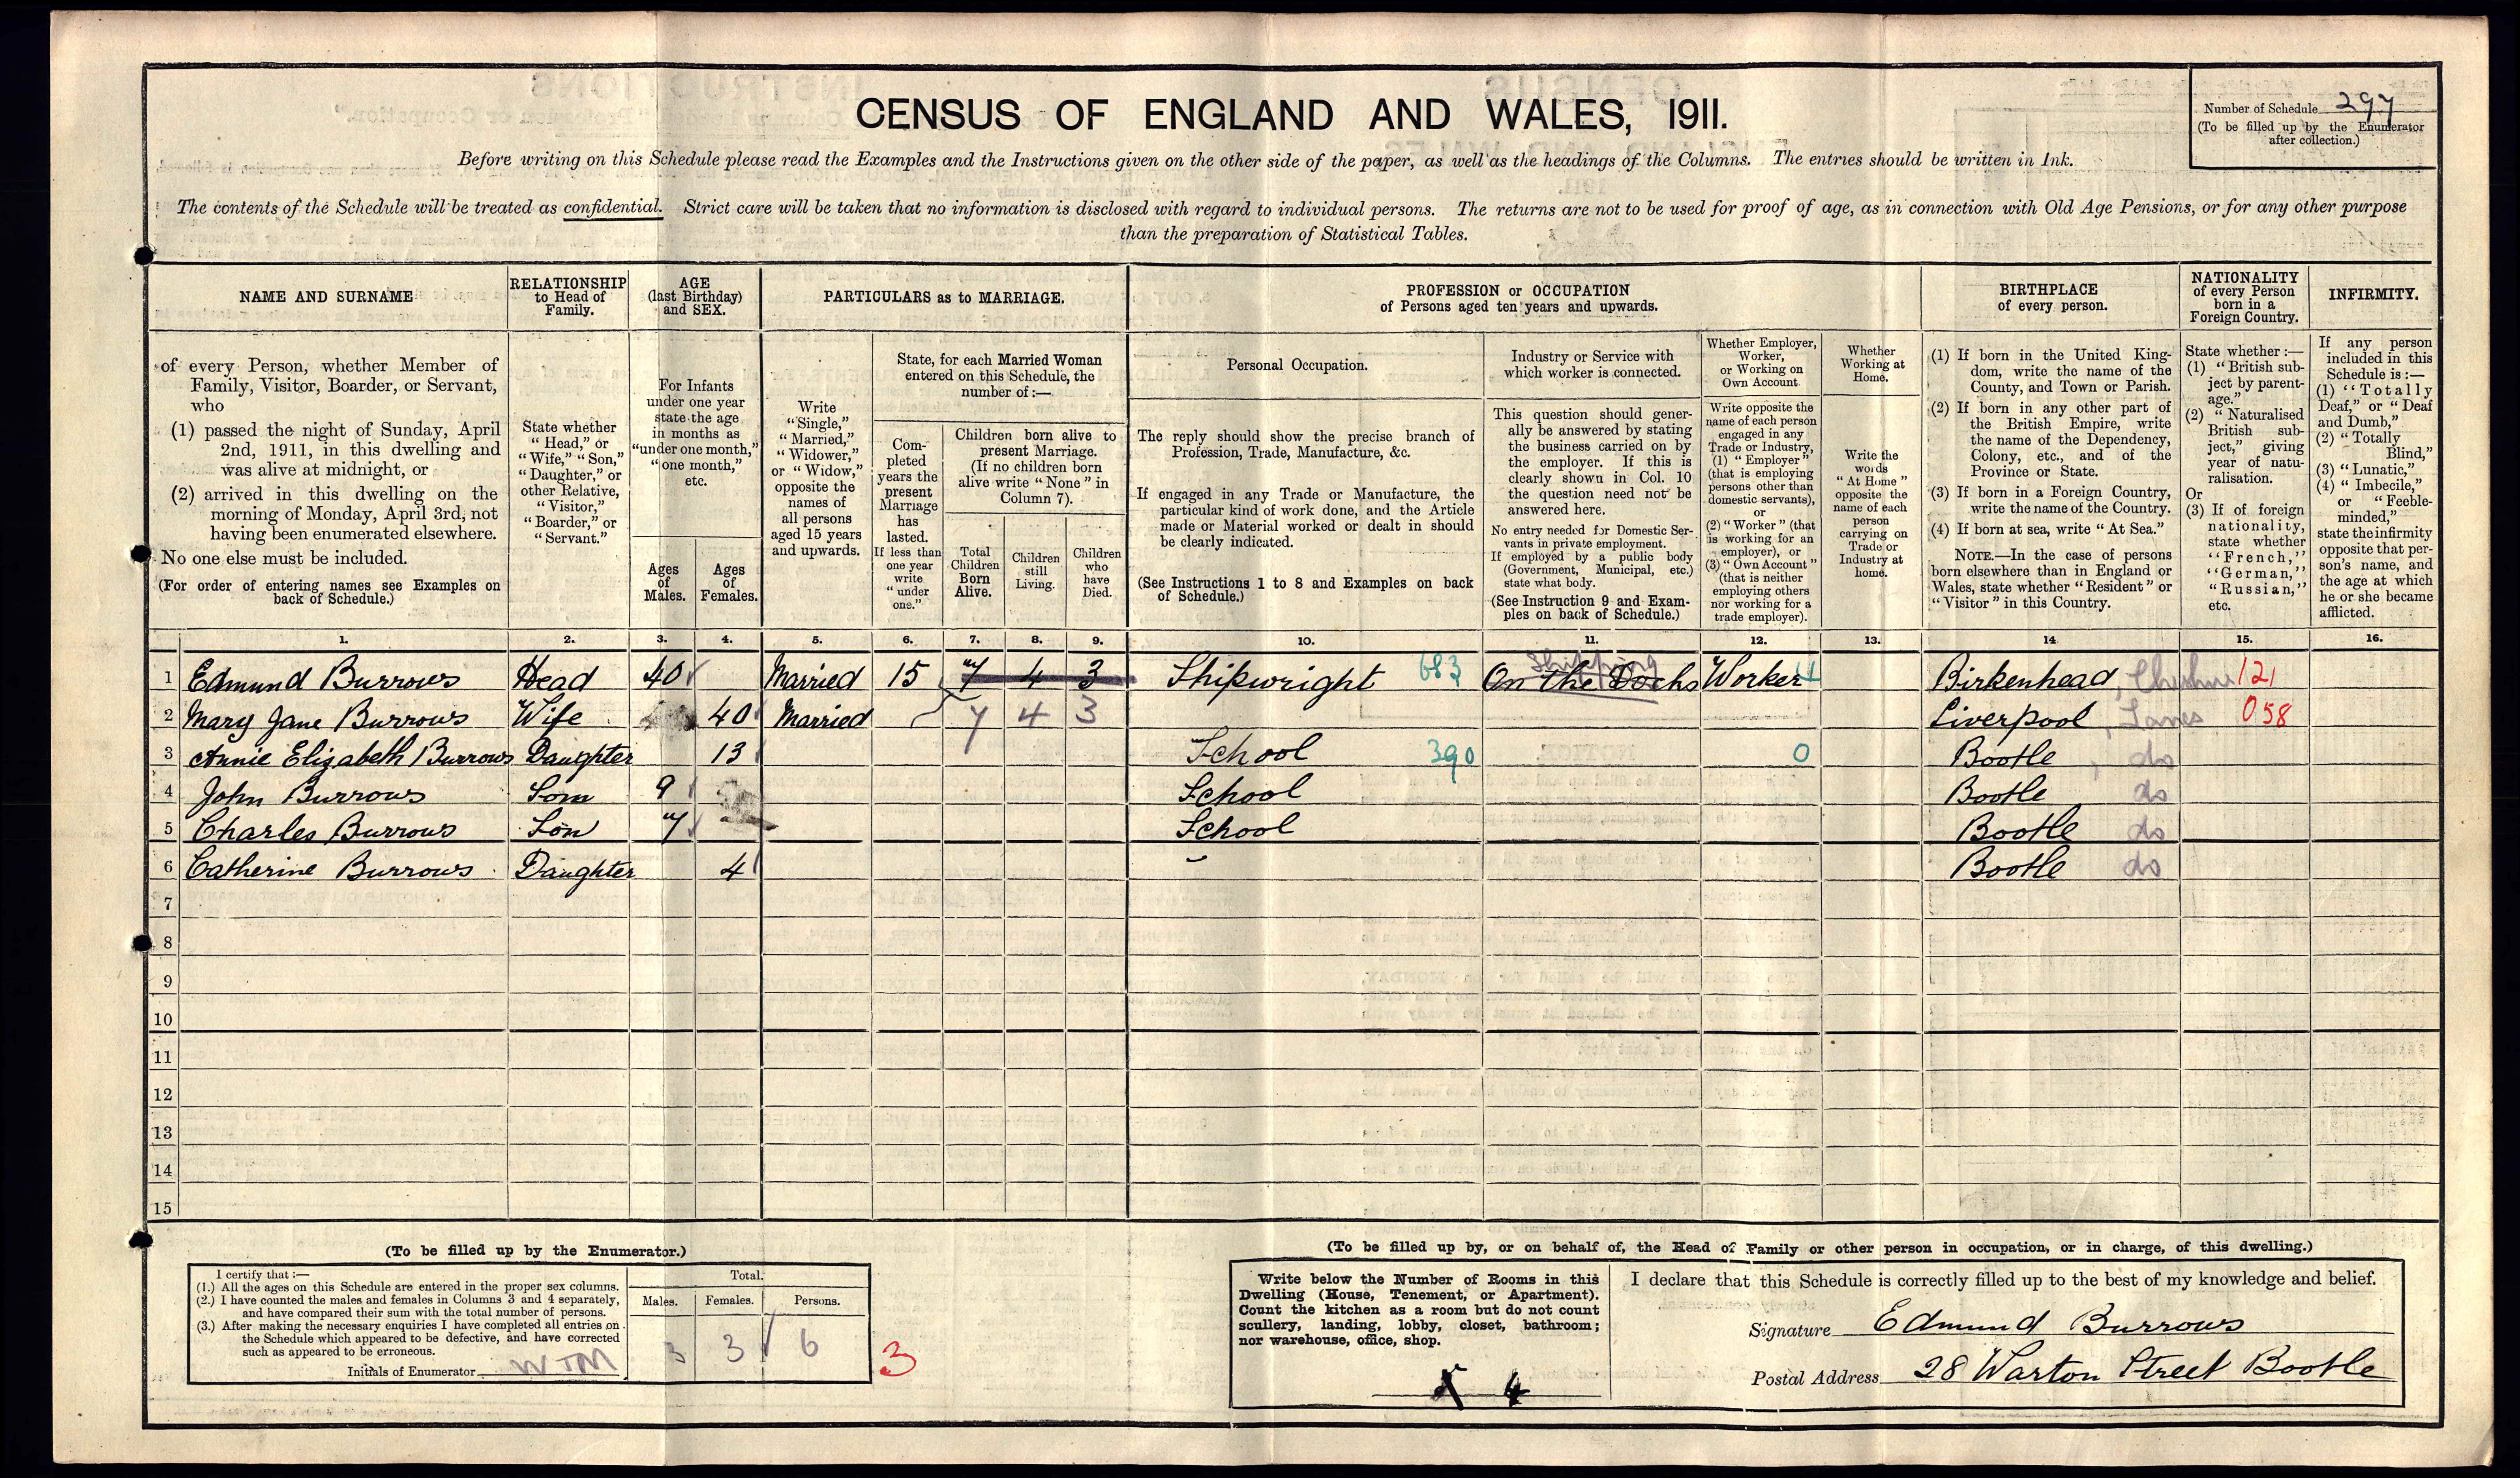 CENSUS OF ENGLAND AND WALES, 1911.
Number of Schedule 297
(To be filled up by the Enumerator
after collection.)
Before writing on this Schedule please read the Examples and the Instructions given on the other side of the paper, as well as the headings of the Columns. The entries should be written in Ink.
The contents of the Schedule will be treated as confidential. Strict care will be taken that no information is disclosed with regard to individual persons. The returns are not to be used for proof of age, as in connection with Old Age Pensions, or for any other purpose
than the preparation of Statistical Tables.
NAME AND SURNAME
of every Person, whether Member of
Family, Visitor, Boarder, or Servant,
who
(1) passed the night of Sunday, April
2nd, 1911, in this dwelling and
was alive at midnight, or
(2) arrived in this dwelling on the
morning of Monday, April 3rd, not
having been enumerated elsewhere.
No one else must be included.
(For order of entering names see Examples on
back of Schedule.)
RELATIONSHIP
to Head of
Family.
State whether
"Head," or
"Wife," "Son,"
"Daughter," or
other Relative,
"Visitor,"
"Boarder," or
"Servant."
AGE
(last Birthday)
and SEX.
For Infants
under one year
state the age
in months as
"under one month,"
"one month,"
etc.
Ages
of
Males.
Ages
of
Females.
PARTICULARS as to MARRIAGE.
Write
"Single,"
"Married,"
"Widower,"
or "Widow,"
opposite the
names of
all persons
aged 15 years
and upwards.
State, for each Married Woman
entered on this Schedule, the
number of:—
Com-
pleted
years the
present
Marriage
has
lasted.
If less than
one year
write
"under
one."
Children born alive to
present Marriage.
(If no children born
alive write "None" in
Column 7).
Total
Children
Born
Alive.
Children
still
Living.
Children
who
have
Died.
PROFESSION or OCCUPATION
of Persons aged ten years and upwards.
Personal Occupation.
The reply should show the precise branch of
Profession, Trade, Manufacture, &c.
If engaged in any Trade or Manufacture, the
particular kind of work done, and the Article
made or Material worked or dealt in should
be clearly indicated.
(See Instructions 1 to 8 and Examples on back
of Schedule.)
Industry or Service with
which worker is connected.
This question should gener-
ally be answered by stating
the business carried on by
the employer. If this is
clearly shown in Col. 10
the question need not be
answered here.
No entry needed for Domestic Ser-
vants in private employment.
If employed by a public body
(Government, Municipal, etc.)
state what body.
(See Instruction 9 and Exam-
ples on back of Schedule.)
Whether Employer,
Worker,
or Working on
Own Account.
Write opposite the
name of each person
engaged in any
Trade or Industry,
(1) "Employer"
(that is employing
persons other than
domestic servants),
or
(2) "Worker" (that
is working for an
employer), or
(3) "Own Account"
(that is neither
employing others
nor working for a
trade employer).
Whether
Working at
Home.
Write the
words
"At Home"
opposite the
name of each
person
carrying on
Trade or
Industry at
home.
BIRTHPLACE
of every person.
(1) If born in the United King-
dom, write the name of the
County, and Town or Parish.
(2) If born in any other part of
the British Empire, write
the name of the Dependency,
Colony, etc., and of the
Province or State.
(3) If born in a Foreign Country,
write the name of the Country.
(4) If born at sea, write "At Sea."
NOTE.—In the case of persons
born elsewhere than in England or
Wales, state whether "Resident" or
"Visitor" in this Country.
NATIONALITY
of every Person
born in a
Foreign Country.
State whether :—
(1) "British sub-
ject by parent-
age."
(2) "Naturalised
British sub-
ject," giving
year of natu-
ralisation.
Or
(3) If of foreign
nationality,
state whether
"French,"
"German,"
"Russian,"
etc.
INFIRMITY.
If any person
included in this
Schedule is :—
(1) "Totally
Deaf," or "Deaf
and Dumb,"
(2) "Totally
Blind,"
(3) "Lunatic,"
(4) "Imbecile,"
or "Feeble-
minded,"
state the infirmity
opposite that per-
son's name, and
the age at which
he or she became
afflicted.
1. 2. 3. 4. 5. 6. 7. 8. 9. 10. 11. 12. 13. 14 15. 16.
Shipping
1 Edmund Burrows Head 40 Married 15 7 4 3 Shipwright 683 On the Docks Worker Birkenhead, Cheshire 121
2 Mary Jane Burrows Wife 40 Married 7 4 3 Liverpool, Lancs 058
3 Annie Elizabeth Burrows Daughter 13 School 390 0 Bootle, do
4 John Burrows Son 9 School Bootle do
5 Charles Burrows Son 7 School Bootle do
6 Catherine Burrows Daughter 4 Bootle do
7
8
9
10
11
12
13
14
15
(To be filled up by the Enumerator.)
I certify that :—
(1.) All the ages on this Schedule are entered in the proper sex columns.
(2.) I have counted the males and females in Columns 3 and 4 separately,
and have compared their sum with the total number of persons.
(3.) After making the necessary enquiries I have completed all entries on
the Schedule which appeared to be defective, and have corrected
such as appeared to be erroneous.
Initials of Enumerator
Total.
Males. Females. Persons.
3 3 6
3
(To be filled up by, or on behalf of, the Head of Family or other person in occupation, or in charge, of this dwelling.)
Write below the Number of Rooms in this
Dwelling (House, Tenement, or Apartment).
Count the kitchen as a room but do not count
scullery, landing, lobby, closet, bathroom;
nor warehouse, office, shop.
4
I declare that this Schedule is correctly filled up to the best of my knowledge and belief.
Signature Edmund Burrows
Postal Address 28 Warton Street Bootle